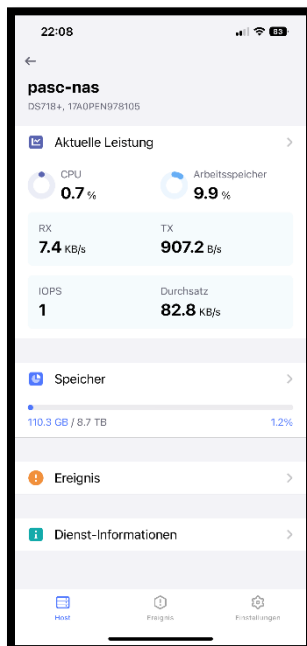 22:08
83
pasc-nas
DS718+, 17A0PEN978105
Aktuelle Leistung
CPU
0.7 %
Arbeitsspeicher
9.9 %
RX
TX
7.4 KB/s
907.2 B/s
IOPS
Durchsatz
1
82.8 KB/s
Speicher
110.3 GB / 8.7 TB
1.2%
Ereignis
Dienst-Informationen
Host
Ereignis
Einstellungen